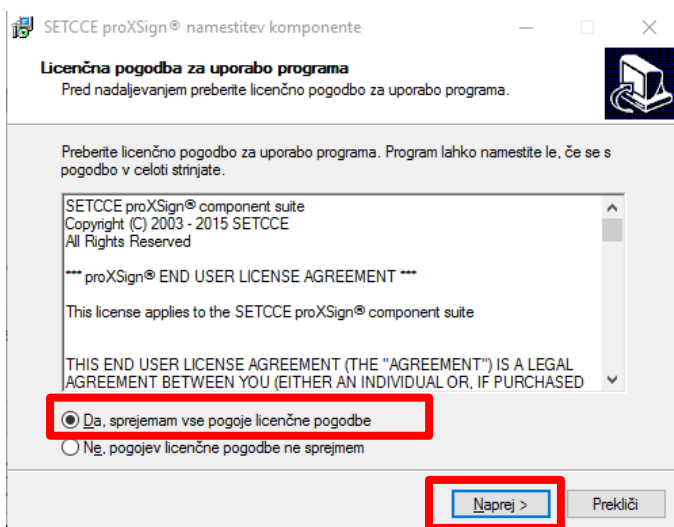 SETCCE proXSign® namestitev komponente
Licenčna pogodba za uporabo programa
Pred nadaljevanjem preberite licenčno pogodbo za uporabo programa.
Preberite licenčno pogodbo za uporabo programa. Program lahko namestite le, če se s
pogodbo v celoti strinjate.
SETCCE proXSign® component suite
Copyright (C) 2003 - 2015 SETCCE
All Rights Reserved
*** proXSign® END USER LICENSE AGREEMENT ***
This license applies to the SETCCE proXSign® component suite
THIS END USER LICENSE AGREEMENT (THE "AGREEMENT") IS A LEGAL
AGREEMENT BETWEEN YOU (EITHER AN INDIVIDUAL OR, IF PURCHASED
Da, sprejemam vse pogoje licenčne pogodbe
Ne, pogojev licenčne pogodbe ne sprejmem
Naprej >
Prekliči